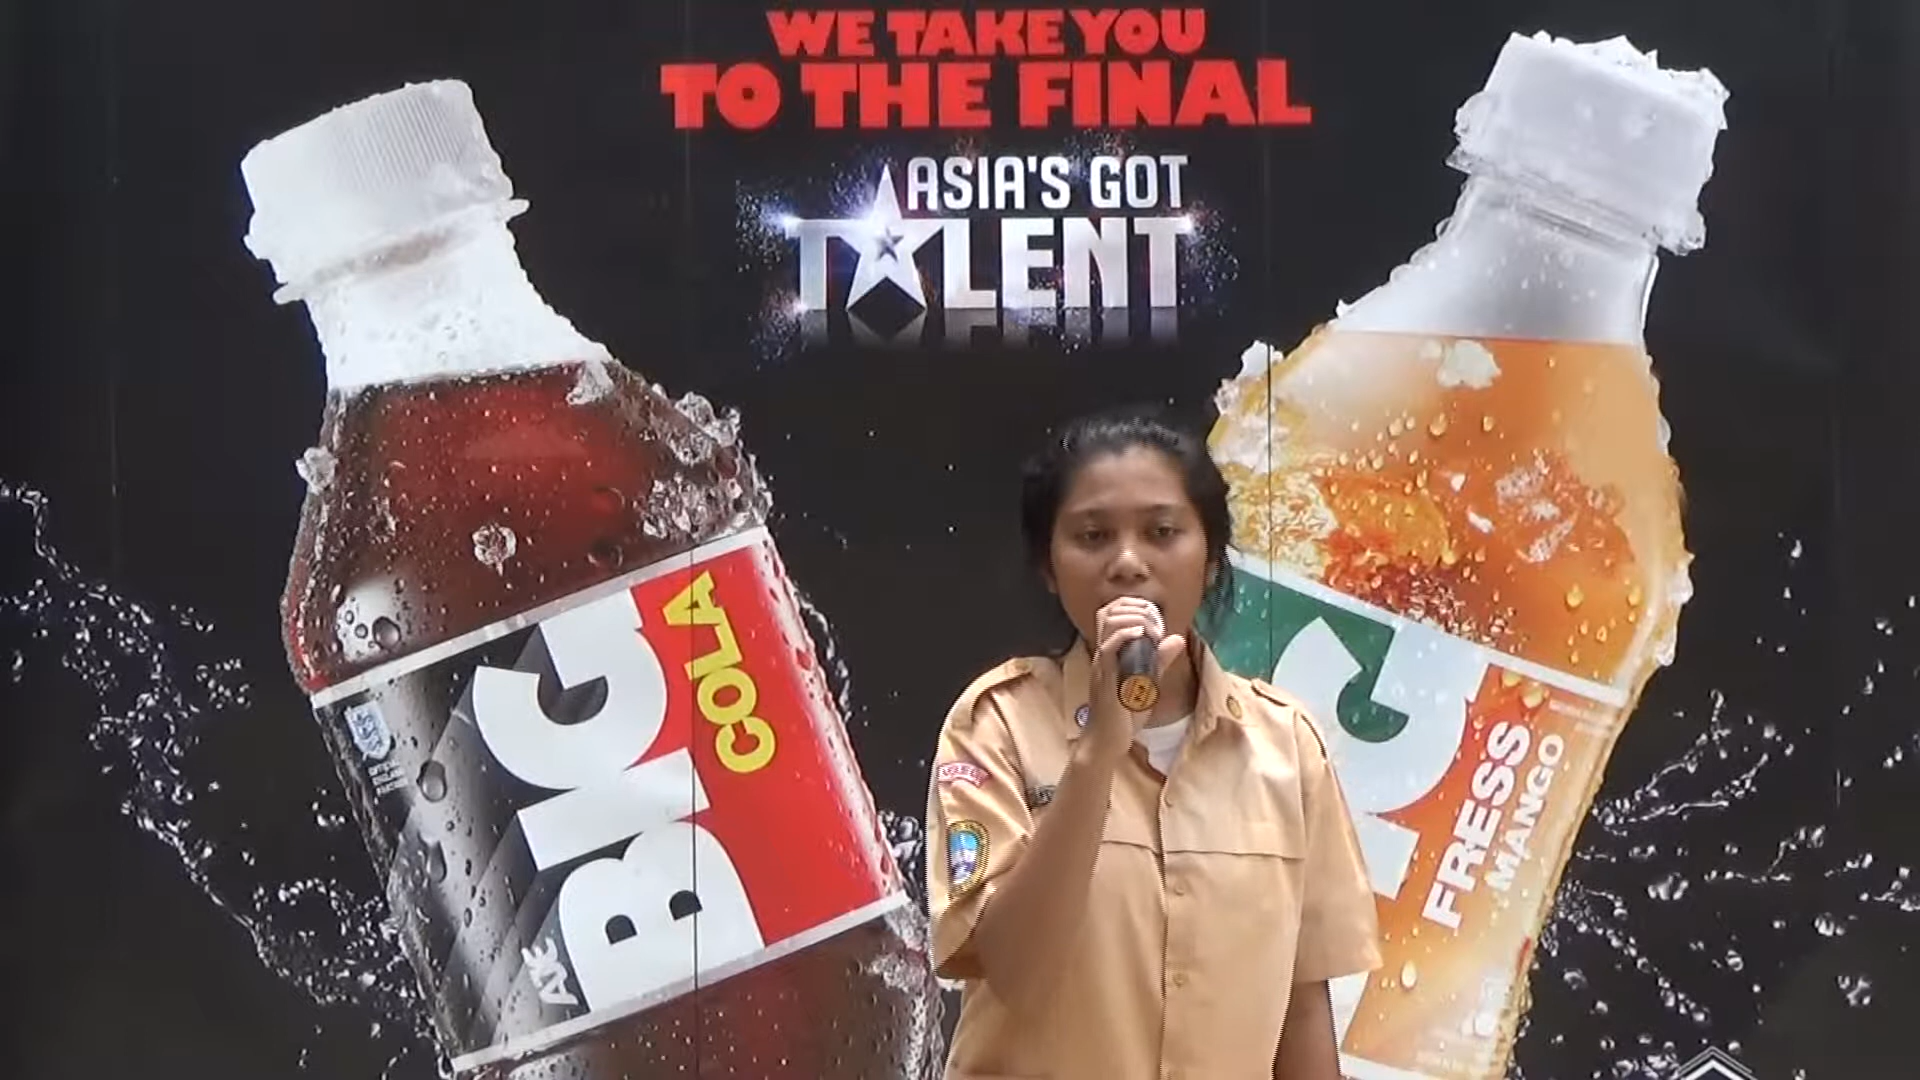 WE TAKE YOU
TO THE FINAL
ASIA'S GOT
TALENT
AJE
BIG
COLA
FRESS
MANGO